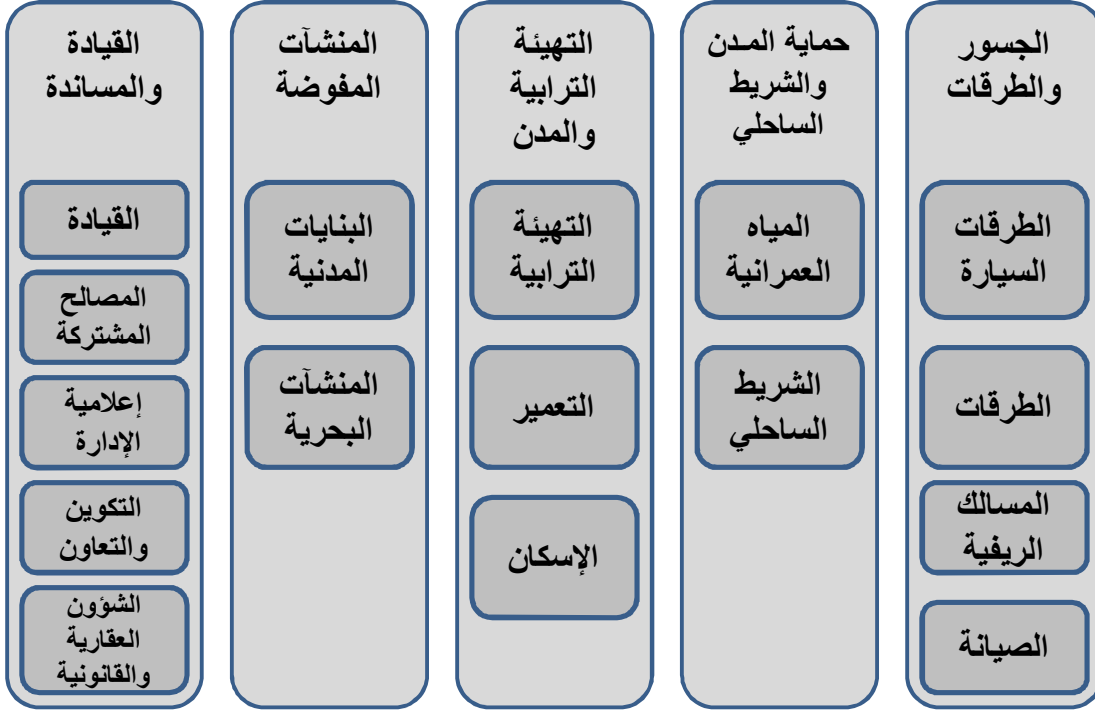 الجسور
والطرقات
الطرقات
السيارة
الطرقات
المسالك
الريفية
الصيانة
حماية المدن
والشريط
الساحلي
المياه
العمرانية
الشريط
الساحلي
التهيئة
الترابية
والمدن
التهيئة
الترابية
التعمير
الإسكان
المنشآت
المفوضة
البنايات
المدنية
المنشآت
البحرية
القيادة
والمساندة
القيادة
المصالح
المشتركة
إعلامية
الإدارة
التكوين
والتعاون
الشؤون
العقارية
والقانونية